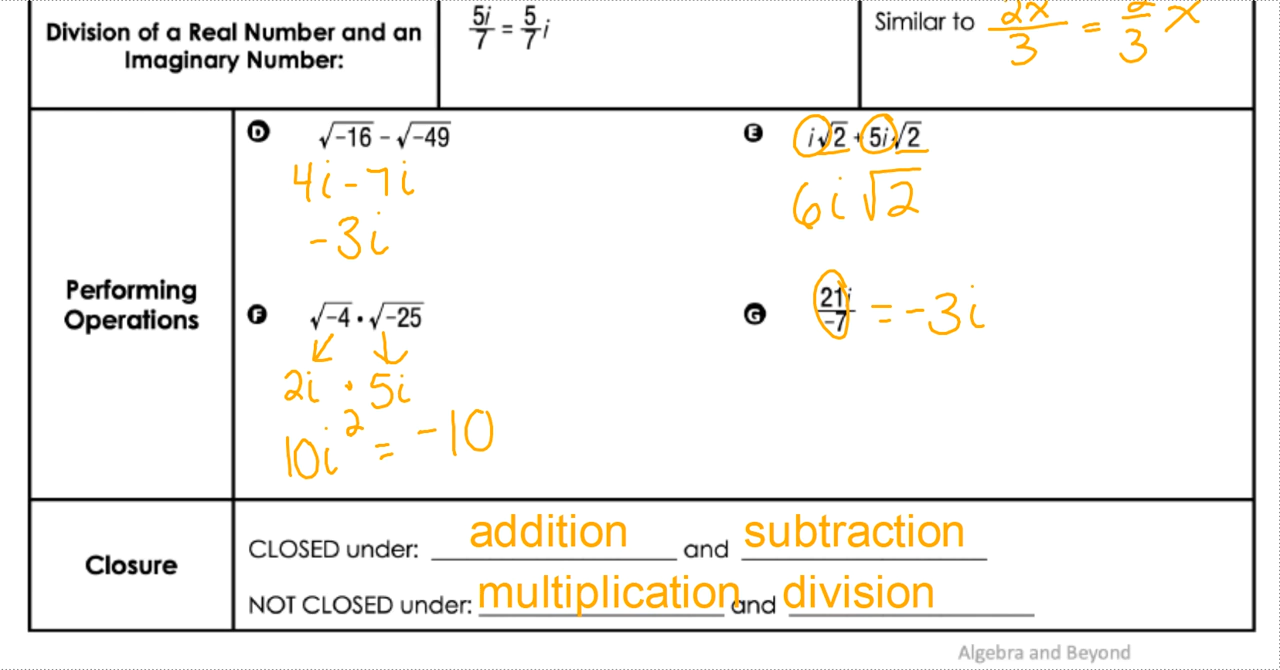 Division of a Real Number and an
Imaginary Number:
5i/7 = 5/7 i
Similar to 2x/3 = 2/3 x
Performing
Operations
D √-16 - √-49
4i - 7i
-3i
E i√2 + 5i√2
6i√2
F √-4 · √-25
2i · 5i
10i² = -10
G 21i/-7 = -3i
Closure
CLOSED under: addition and subtraction
NOT CLOSED under: multiplication and division
Algebra and Beyond